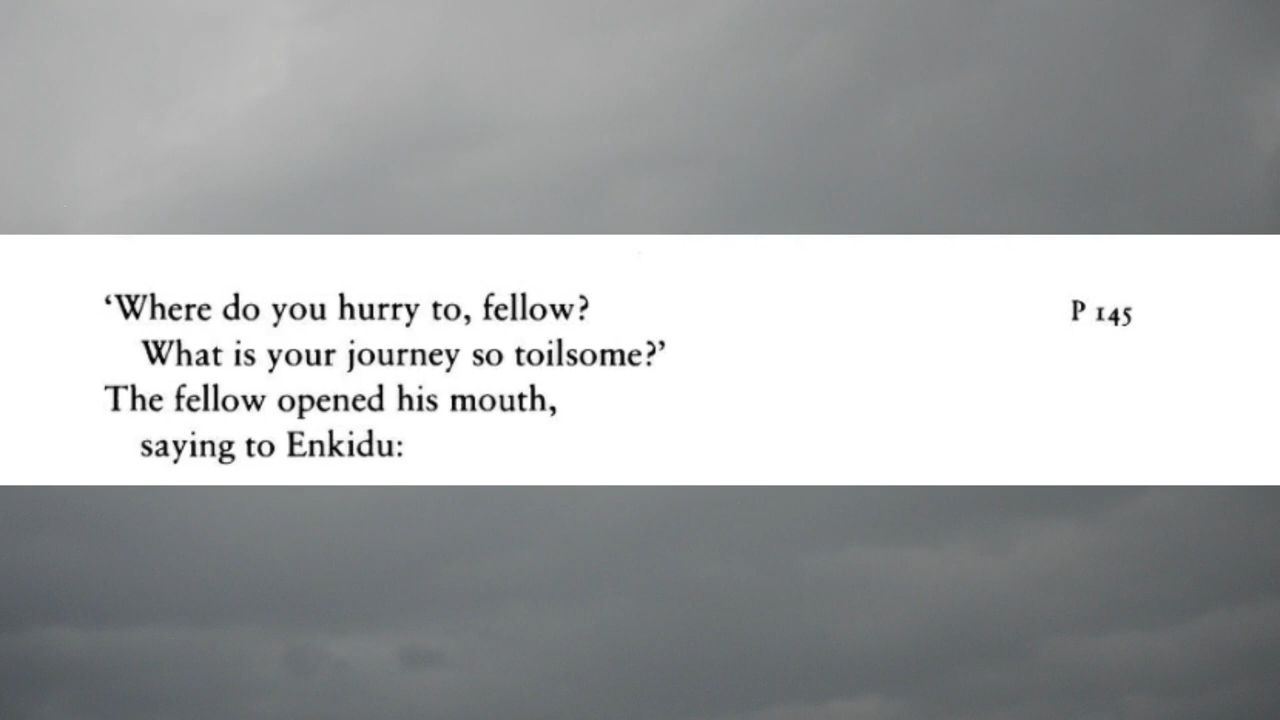 ‘Where do you hurry to, fellow? P 145
What is your journey so toilsome?’
The fellow opened his mouth,
saying to Enkidu: